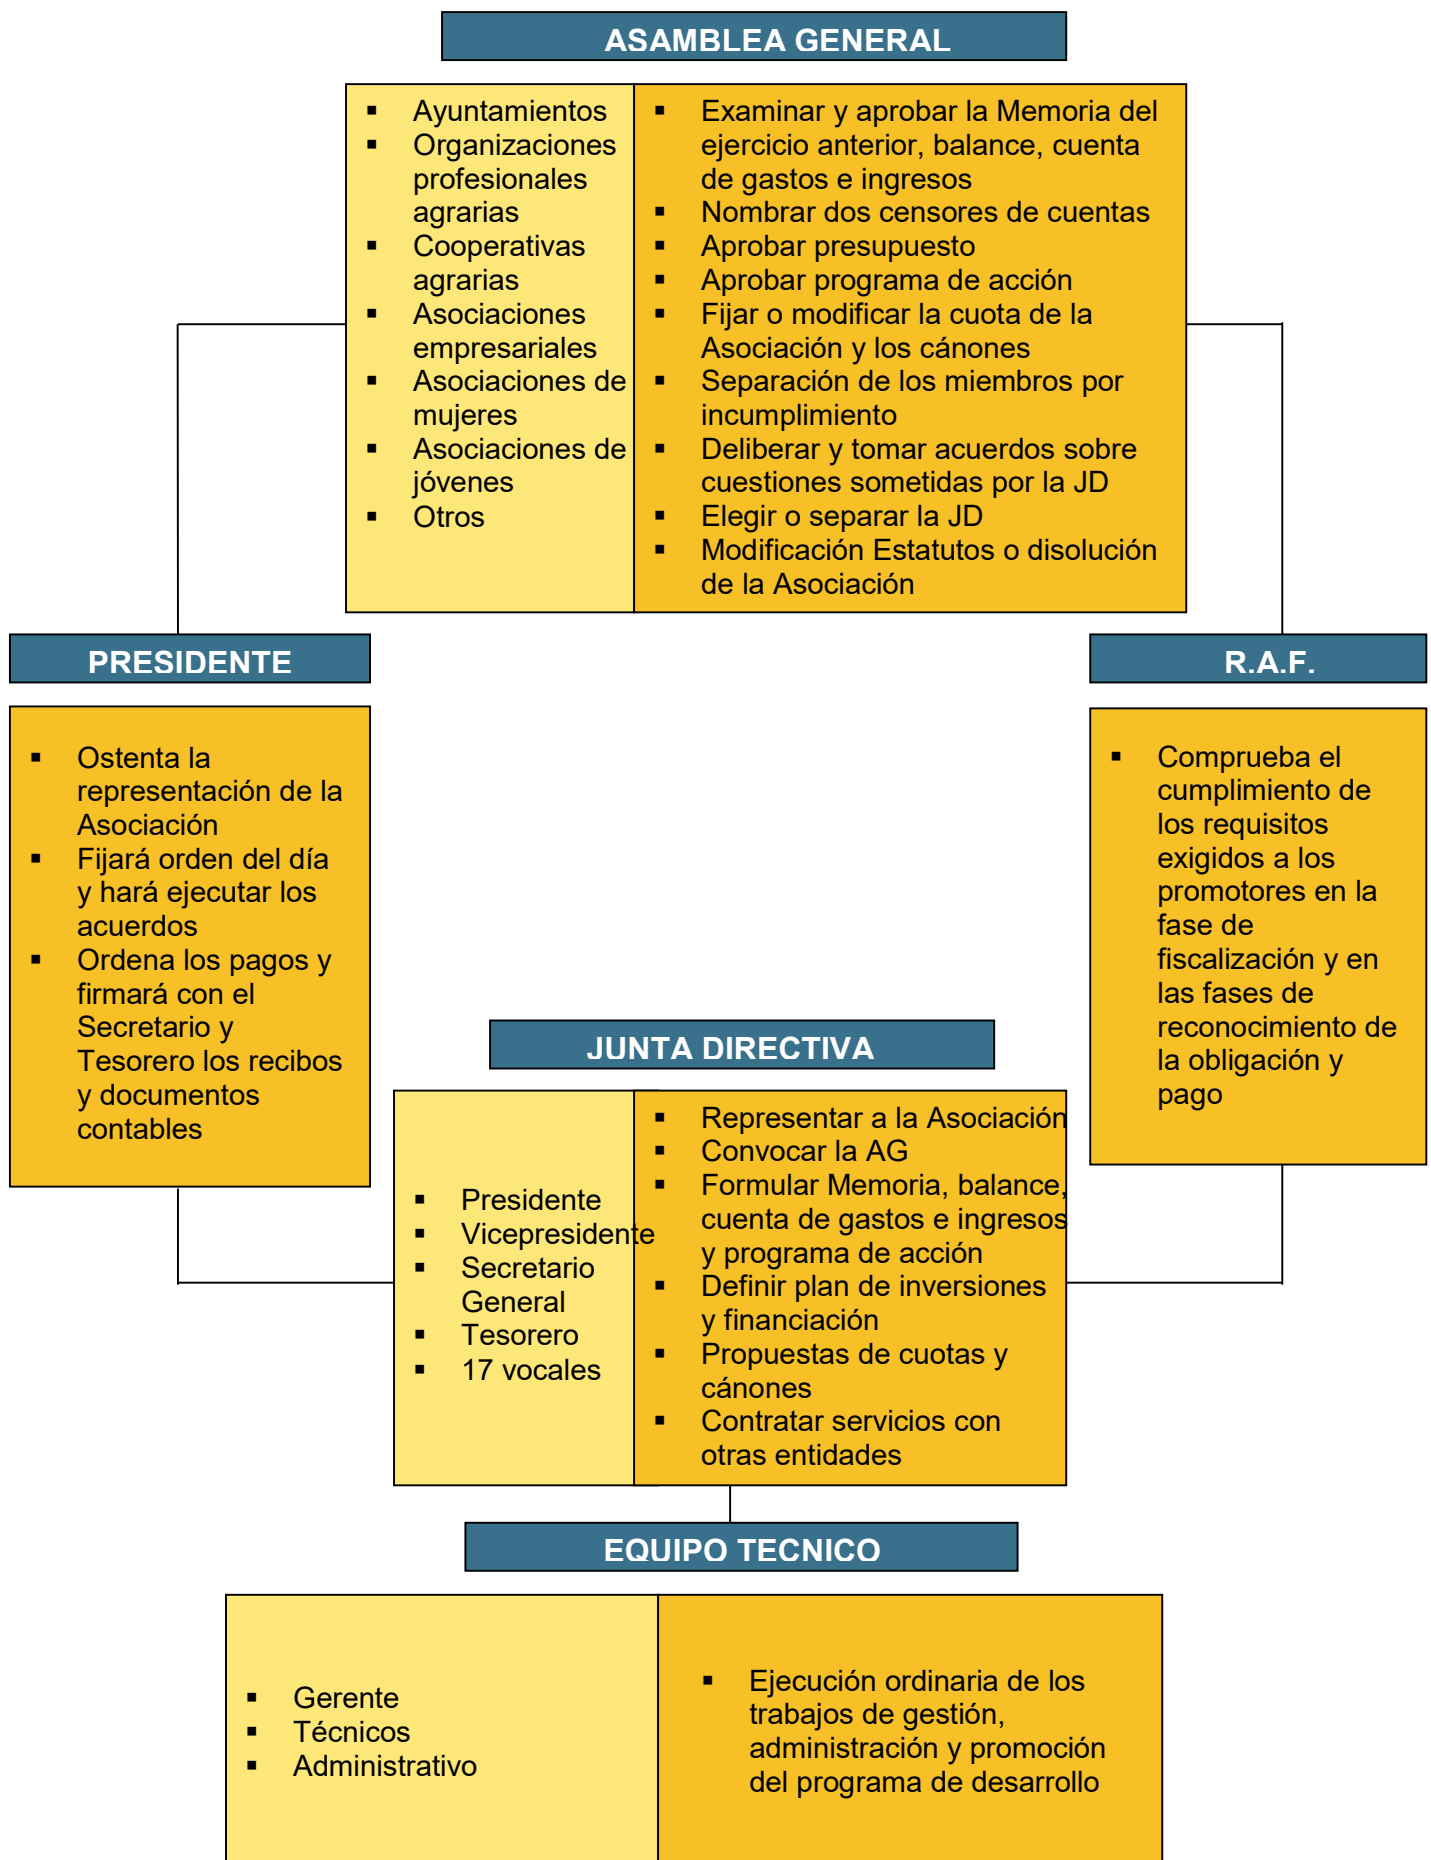 ASAMBLEA GENERAL
▪ Ayuntamientos
▪ Organizaciones
profesionales
agrarias
▪ Cooperativas
agrarias
▪ Asociaciones
empresariales
▪ Asociaciones de
mujeres
▪ Asociaciones de
jóvenes
▪ Otros
▪ Examinar y aprobar la Memoria del
ejercicio anterior, balance, cuenta
de gastos e ingresos
▪ Nombrar dos censores de cuentas
▪ Aprobar presupuesto
▪ Aprobar programa de acción
▪ Fijar o modificar la cuota de la
Asociación y los cánones
▪ Separación de los miembros por
incumplimiento
▪ Deliberar y tomar acuerdos sobre
cuestiones sometidas por la JD
▪ Elegir o separar la JD
▪ Modificación Estatutos o disolución
de la Asociación
PRESIDENTE
▪ Ostenta la
representación de la
Asociación
▪ Fijará orden del día
y hará ejecutar los
acuerdos
▪ Ordena los pagos y
firmará con el
Secretario y
Tesorero los recibos
y documentos
contables
R.A.F.
▪ Comprueba el
cumplimiento de
los requisitos
exigidos a los
promotores en la
fase de
fiscalización y en
las fases de
reconocimiento de
la obligación y
pago
JUNTA DIRECTIVA
▪ Presidente
▪ Vicepresidente
▪ Secretario
General
▪ Tesorero
▪ 17 vocales
▪ Representar a la Asociación
▪ Convocar la AG
▪ Formular Memoria, balance,
cuenta de gastos e ingresos
y programa de acción
▪ Definir plan de inversiones
y financiación
▪ Propuestas de cuotas y
cánones
▪ Contratar servicios con
otras entidades
EQUIPO TECNICO
▪ Gerente
▪ Técnicos
▪ Administrativo
▪ Ejecución ordinaria de los
trabajos de gestión,
administración y promoción
del programa de desarrollo